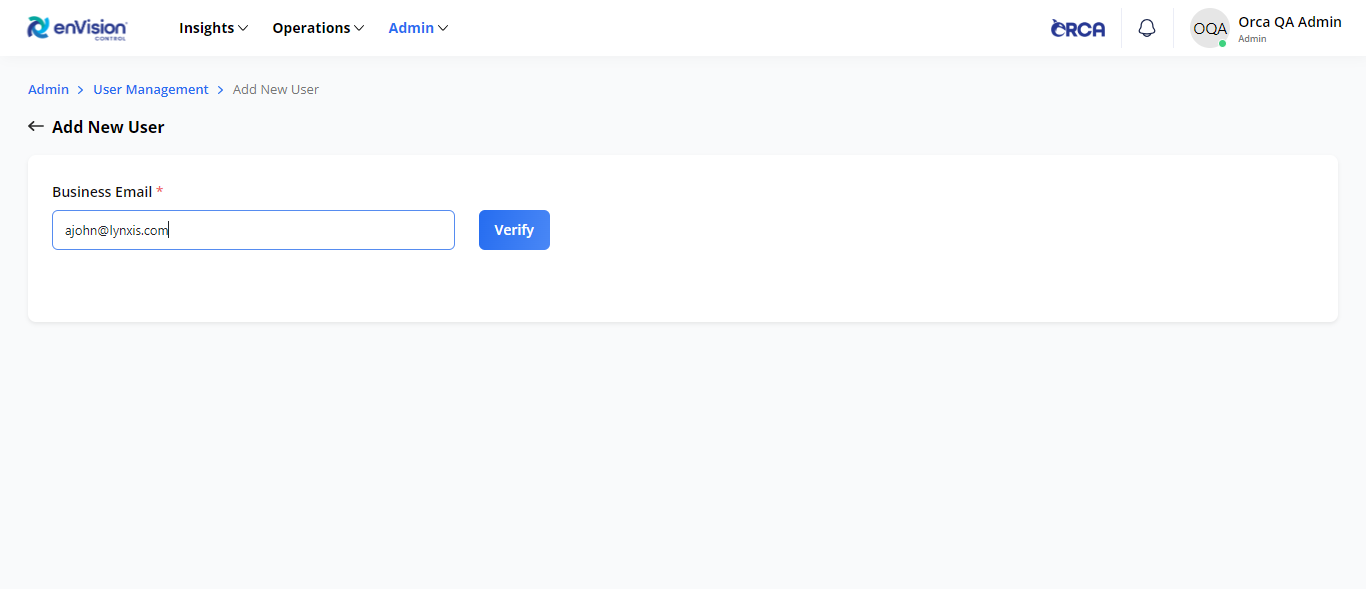 enVision
CONTROL
Insights Operations Admin
ORCA
OQA
Orca QA Admin
Admin
Admin > User Management > Add New User
← Add New User
Business Email *
ajohn@lynxis.com
Verify